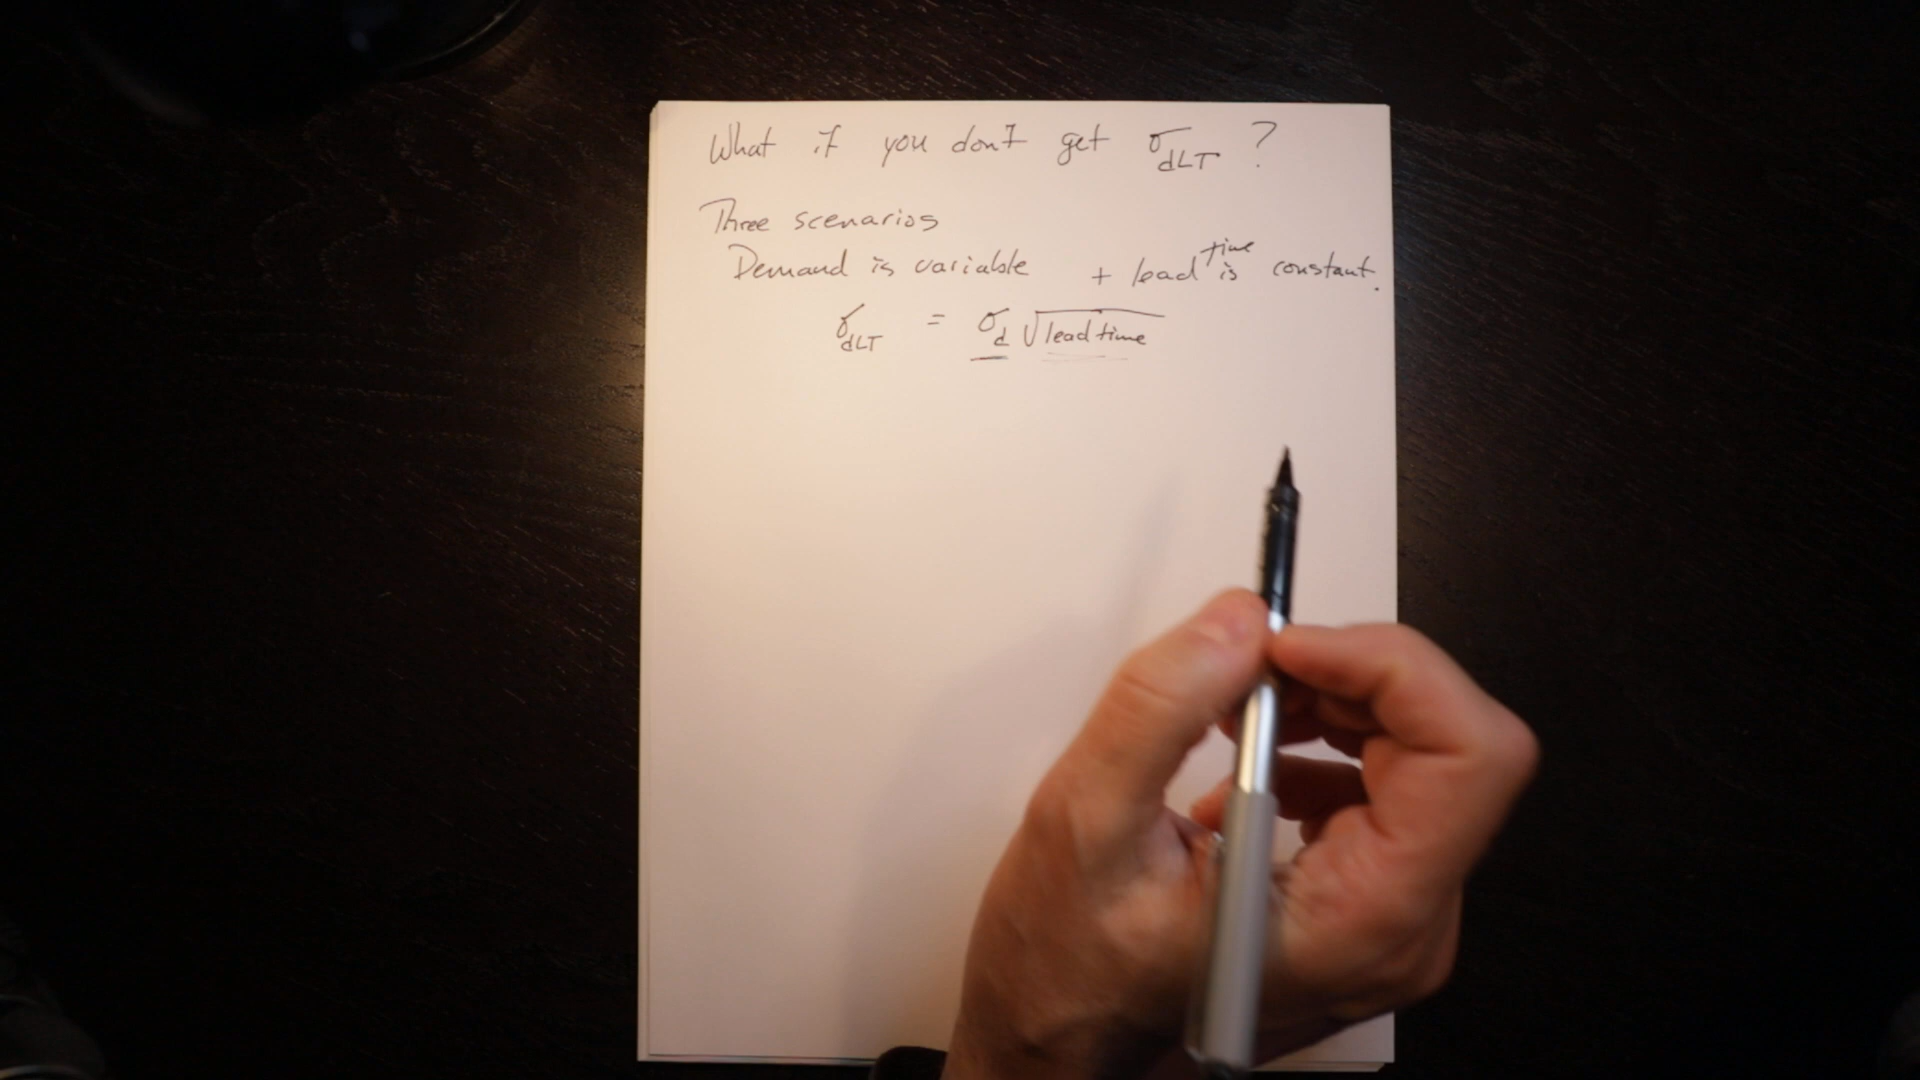 What if you don't get σdLT ?
Three scenarios
Demand is variable + lead time is constant.
σdLT = σd √lead time